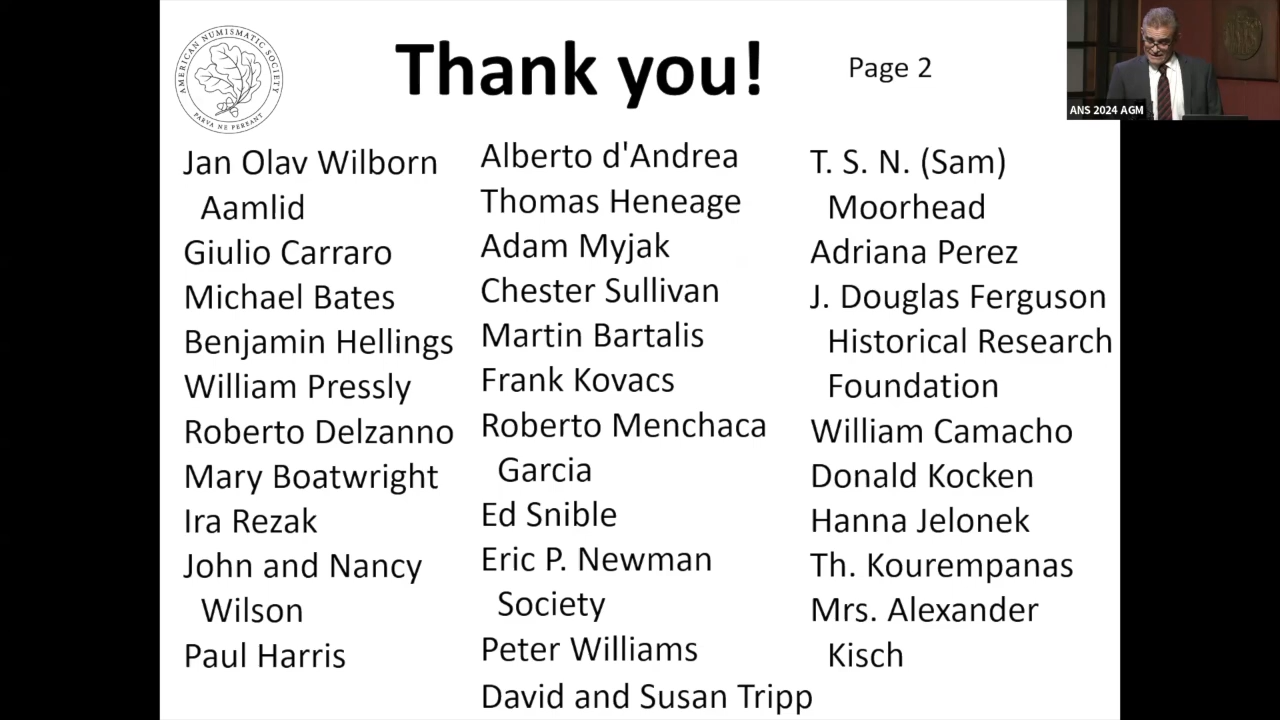 AMERICAN NUMISMATIC SOCIETY
PARVA NE PEREANT
Thank you!
Page 2
ANS 2024 AGM
Jan Olav Wilborn
Aamlid
Giulio Carraro
Michael Bates
Benjamin Hellings
William Pressly
Roberto Delzanno
Mary Boatwright
Ira Rezak
John and Nancy
Wilson
Paul Harris
Alberto d'Andrea
Thomas Heneage
Adam Myjak
Chester Sullivan
Martin Bartalis
Frank Kovacs
Roberto Menchaca
Garcia
Ed Snible
Eric P. Newman
Society
Peter Williams
David and Susan Tripp
T. S. N. (Sam)
Moorhead
Adriana Perez
J. Douglas Ferguson
Historical Research
Foundation
William Camacho
Donald Kocken
Hanna Jelonek
Th. Kourempanas
Mrs. Alexander
Kisch